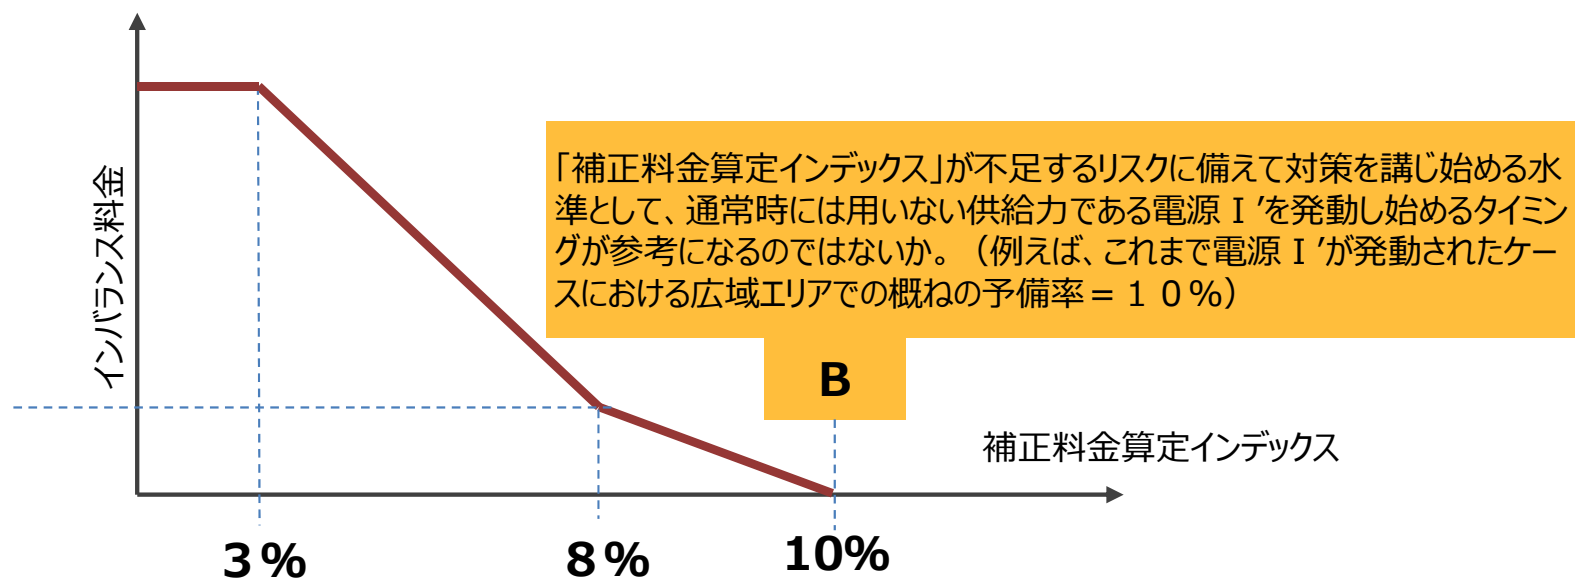 インバランス料金
「補正料金算定インデックス」が不足するリスクに備えて対策を講じ始める水
準として、通常時には用いない供給力である電源Ⅰ’を発動し始めるタイミン
グが参考になるのではないか。（例えば、これまで電源Ⅰ’が発動されたケー
スにおける広域エリアでの概ねの予備率=１０％）
B
補正料金算定インデックス
3％
8％
10%